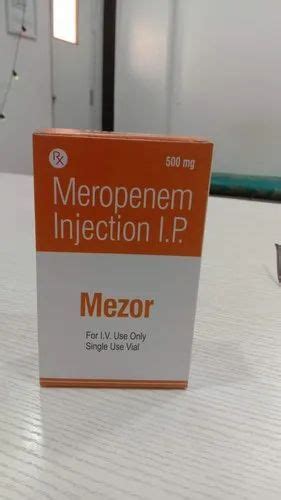 Rx
500 mg
Meropenem
Injection I.P.
Mezor
For I.V. Use Only
Single Use Vial